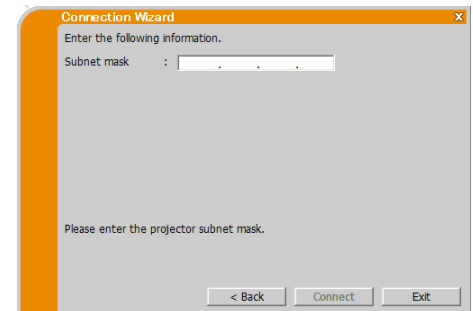 Connection Wizard X
Enter the following information.
Subnet mask : . . .
Please enter the projector subnet mask.
< Back Connect Exit